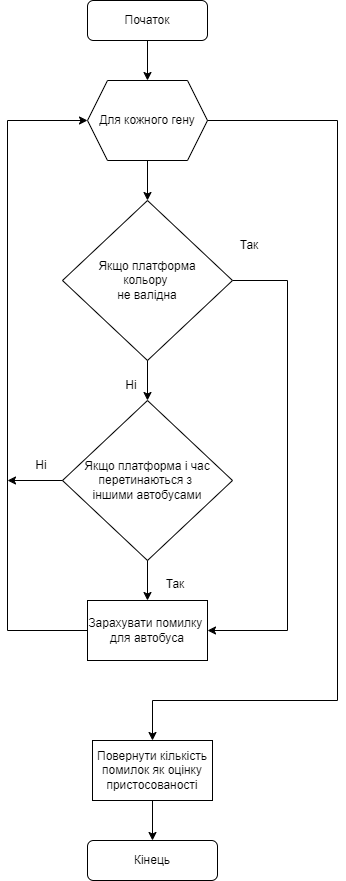 Початок
Для кожного гену
Так
Якщо платформа
кольору
не валідна
Ні
Ні
Якщо платформа і час
перетинаються з
іншими автобусами
Так
Зарахувати помилку
для автобуса
Повернути кількість
помилок як оцінку
пристосованості
Кінець